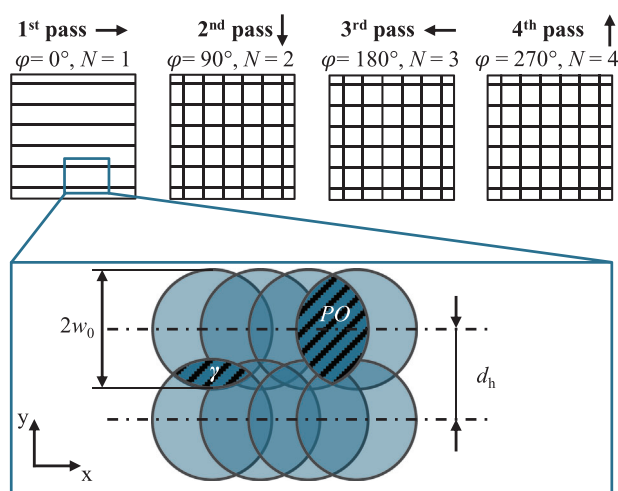 1st pass
φ= 0°, N = 1
2nd pass
φ= 90°, N = 2
3rd pass
φ= 180°, N = 3
4th pass
φ = 270°, N = 4
2w0
PO
γ
dh
y
x